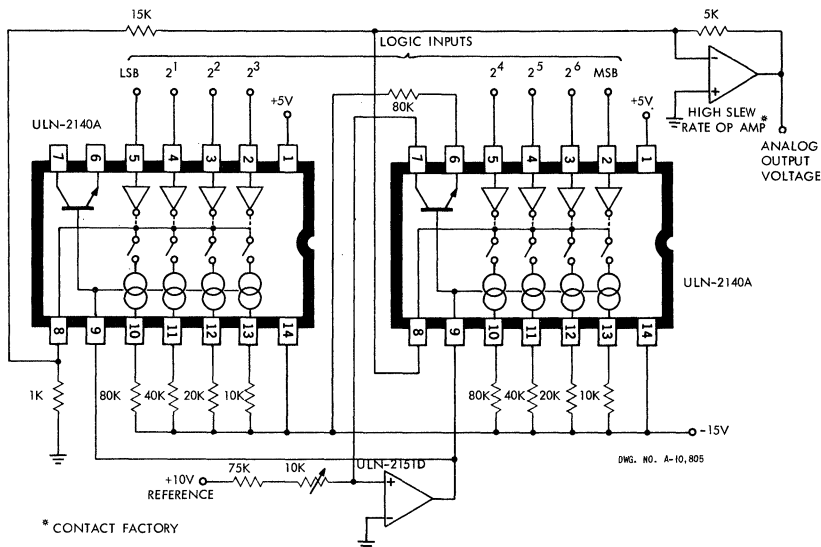 15K
5K
LOGIC INPUTS
LSB 2¹ 2² 2³
2⁴ 2⁵ 2⁶ MSB
80K
+5V
+5V
HIGH SLEW
RATE OP AMP*
ANALOG
OUTPUT
VOLTAGE
ULN-2140A
7 6 5 4 3 2 1
7 6 5 4 3 2 1
-
+
ULN-2140A
8 9 10 11 12 13 14
8 9 10 11 12 13 14
1K
80K 40K 20K 10K
80K 40K 20K 10K
-15V
DWG. NO. A-10,805
ULN-2151D
+10V
REFERENCE
75K
10K
+
-
* CONTACT FACTORY